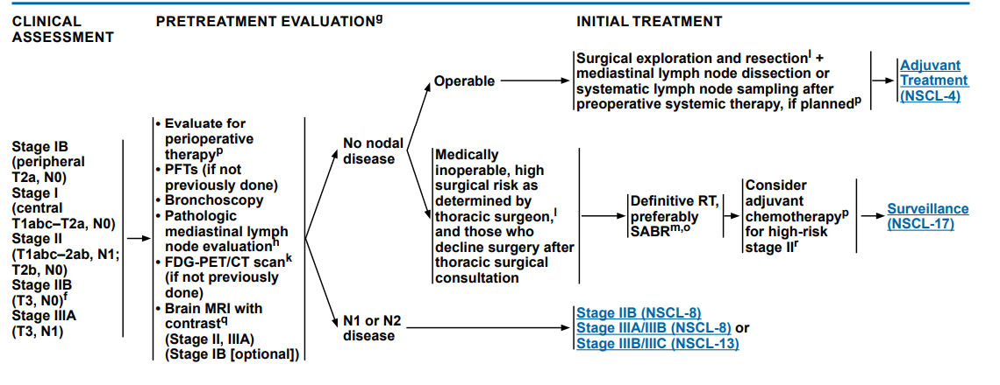 CLINICAL
ASSESSMENT
PRETREATMENT EVALUATIONg
INITIAL TREATMENT
Stage IB
(peripheral
T2a, N0)
Stage I
(central
T1abc–T2a, N0)
Stage II
(T1abc–2ab, N1;
T2b, N0)
Stage IIB
(T3, N0)f
Stage IIIA
(T3, N1)
• Evaluate for
perioperative
therapyp
• PFTs (if not
previously done)
• Bronchoscopy
• Pathologic
mediastinal lymph
node evaluationh
• FDG-PET/CT scank
(if not previously
done)
• Brain MRI with
contrastq
(Stage II, IIIA)
(Stage IB [optional])
No nodal
disease
Operable
Surgical exploration and resectionl +
mediastinal lymph node dissection or
systematic lymph node sampling after
preoperative systemic therapy, if plannedp
Adjuvant
Treatment
(NSCL-4)
Medically
inoperable, high
surgical risk as
determined by
thoracic surgeon,l
and those who
decline surgery after
thoracic surgical
consultation
Definitive RT,
preferably
SABRm,o
Consider
adjuvant
chemotherapyp
for high-risk
stage IIr
Surveillance
(NSCL-17)
N1 or N2
disease
Stage IIB (NSCL-8)
Stage IIIA/IIIB (NSCL-8) or
Stage IIIB/IIIC (NSCL-13)